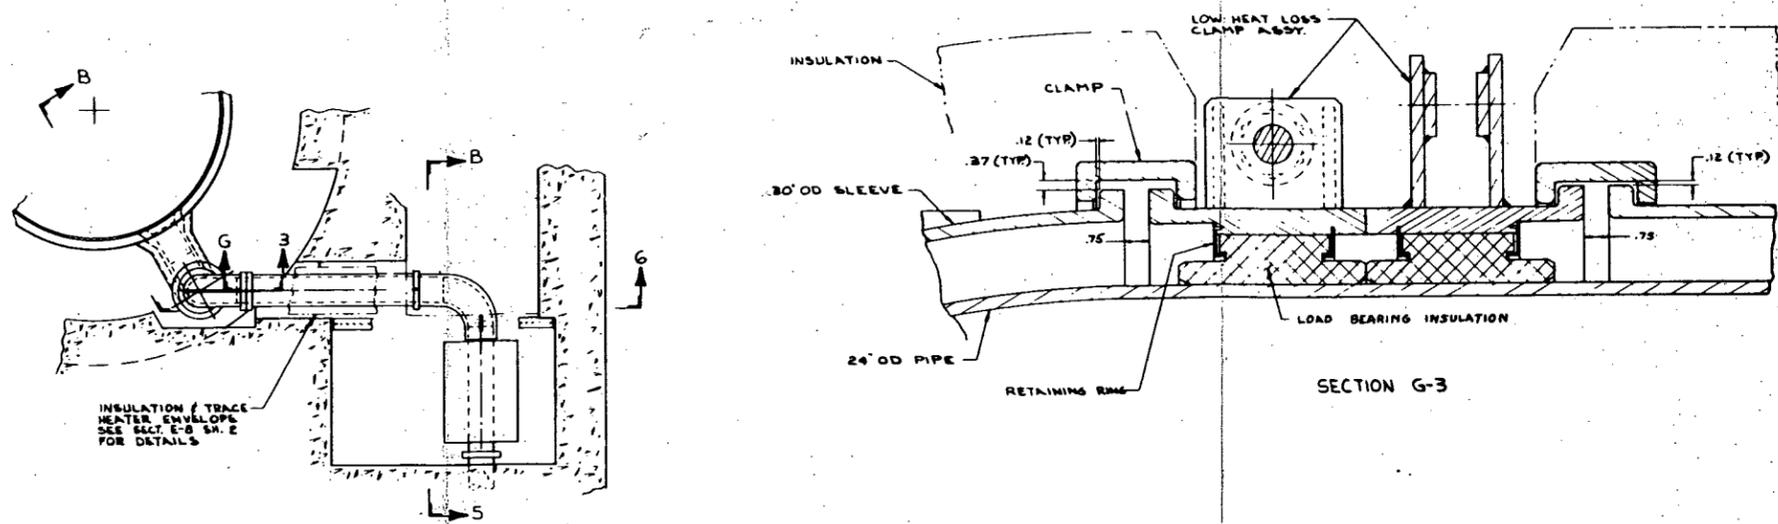 B
B
G
3
6
INSULATION & TRACE
HEATER ENVELOPE
SEE SECT. E-8 SH. 2
FOR DETAILS
5
LOW HEAT LOSS
CLAMP ASSY.
INSULATION
CLAMP
.12 (TYP.)
.37 (TYP.)
.12 (TYP.)
30" OD SLEEVE
.75
.75
LOAD BEARING INSULATION
24" OD PIPE
RETAINING RING
SECTION G-3